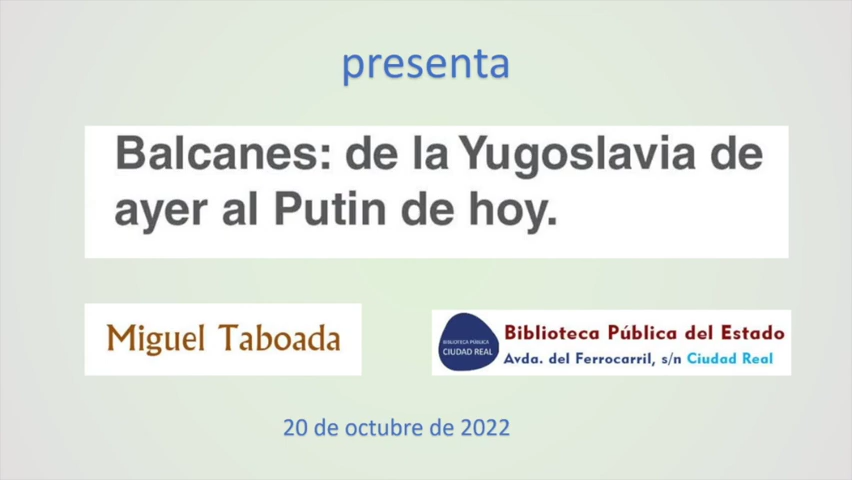 presenta
Balcanes: de la Yugoslavia de
ayer al Putin de hoy.
Miguel Taboada
BIBLIOTECA PÚBLICA
CIUDAD REAL
Biblioteca Pública del Estado
Avda. del Ferrocarril, s/n Ciudad Real
20 de octubre de 2022